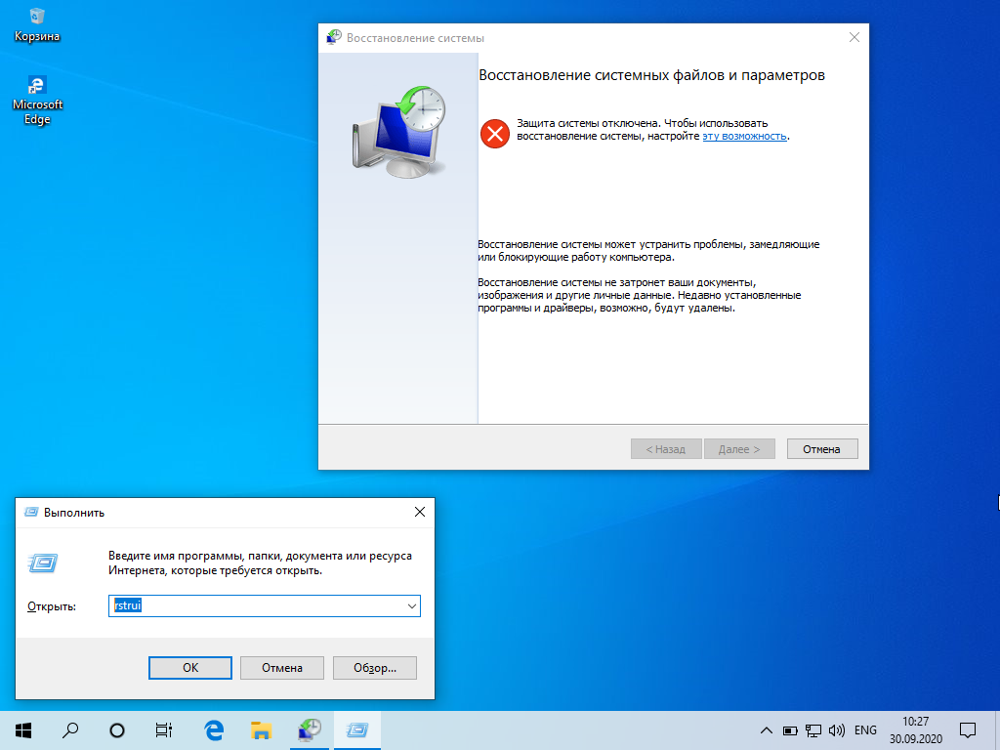 Корзина
Microsoft
Edge
Восстановление системы
Восстановление системных файлов и параметров
Защита системы отключена. Чтобы использовать
восстановление системы, настройте эту возможность.
Восстановление системы может устранить проблемы, замедляющие
или блокирующие работу компьютера.
Восстановление системы не затронет ваши документы,
изображения и другие личные данные. Недавно установленные
программы и драйверы, возможно, будут удалены.
< Назад
Далее >
Отмена
Выполнить
Введите имя программы, папки, документа или ресурса
Интернета, которые требуется открыть.
Открыть:
rstrui
ОК
Отмена
Обзор...
ENG
10:27
30.09.2020